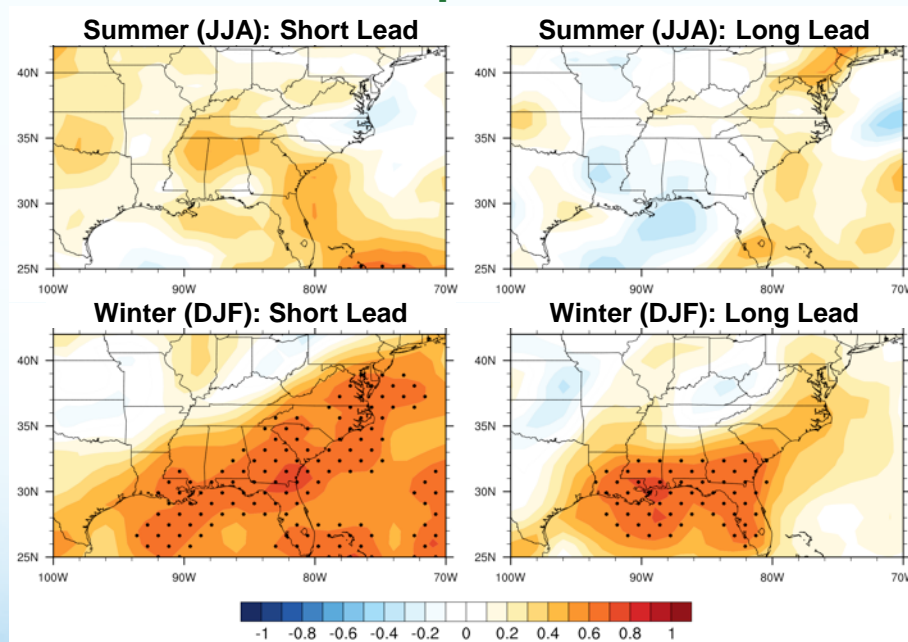 Summer (JJA): Short Lead
Summer (JJA): Long Lead
40N
35N
30N
25N
100W 90W 80W 70W
40N
35N
30N
25N
100W 90W 80W 70W
Winter (DJF): Short Lead
Winter (DJF): Long Lead
40N
35N
30N
25N
100W 90W 80W 70W
40N
35N
30N
25N
100W 90W 80W 70W
-1 -0.8 -0.6 -0.4 -0.2 0 0.2 0.4 0.6 0.8 1